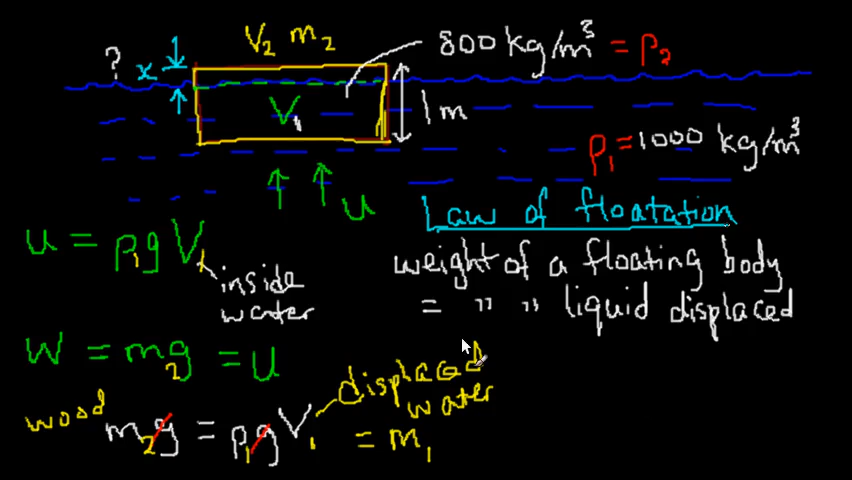 V₂ m₂
800 kg/m³ = ρ₂
?
x
V₁
1m
ρ₁ = 1000 kg/m³
u
Law of floatation
u = ρ₁gV₁
inside
water
weight of a floating body
= " " liquid displaced
W = m₂g = u
displaced
water
wood
m₂g = ρ₁gV₁
= m₁